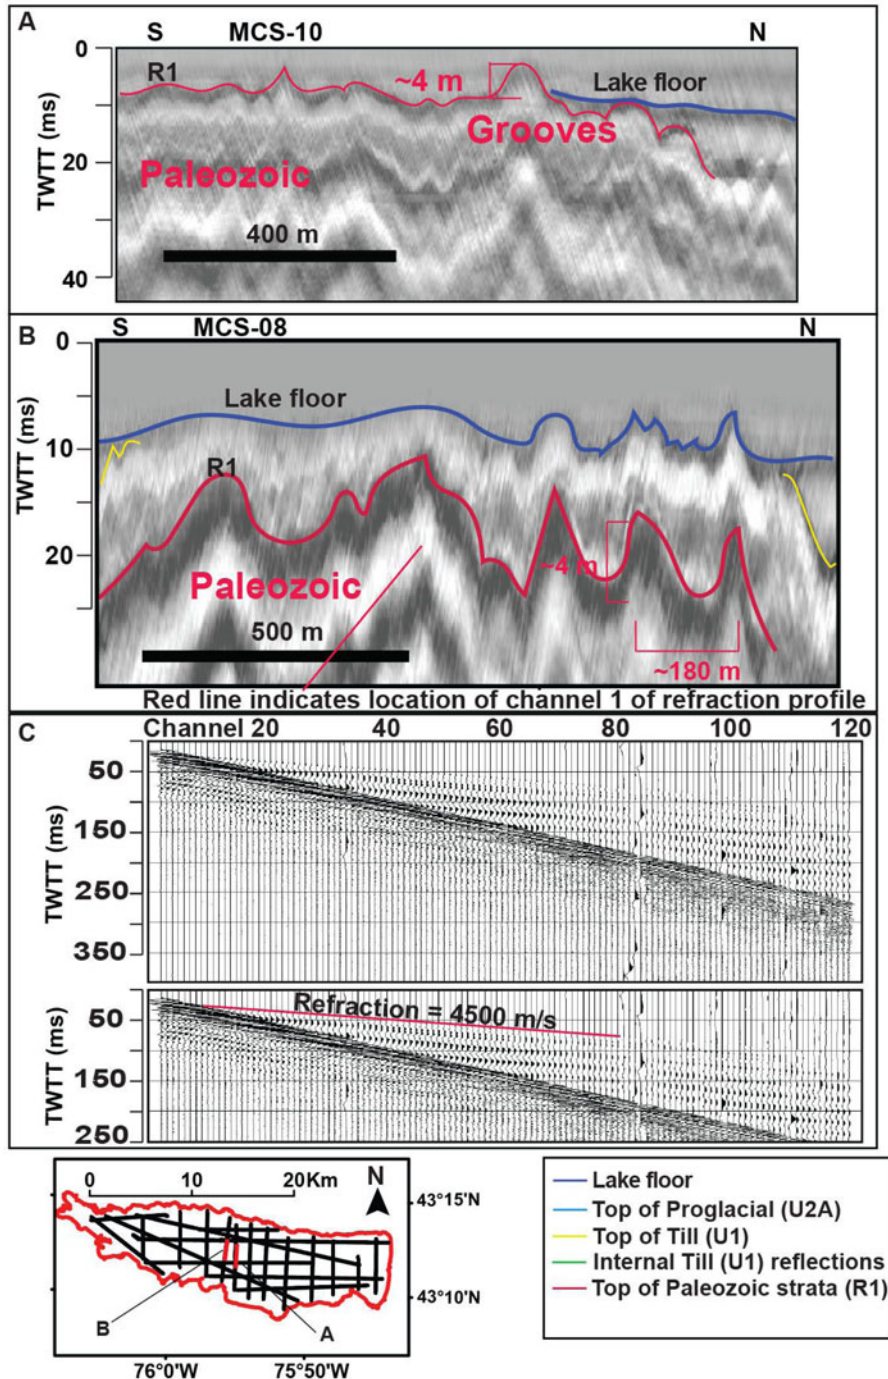 A
S MCS-10 N
0
R1
~4 m
Lake floor
Grooves
20
Paleozoic
400 m
40
TWTT (ms)
B
S MCS-08 N
0
Lake floor
10
R1
20
~4 m
Paleozoic
500 m
~180 m
TWTT (ms)
Red line indicates location of channel 1 of refraction profile
C
Channel 20 40 60 80 100 120
50
150
250
350
TWTT (ms)
Refraction = 4500 m/s
50
150
250
TWTT (ms)
0 10 20Km N
43°15'N
43°10'N
B
A
76°0'W 75°50'W
Lake floor
Top of Proglacial (U2A)
Top of Till (U1)
Internal Till (U1) reflections
Top of Paleozoic strata (R1)